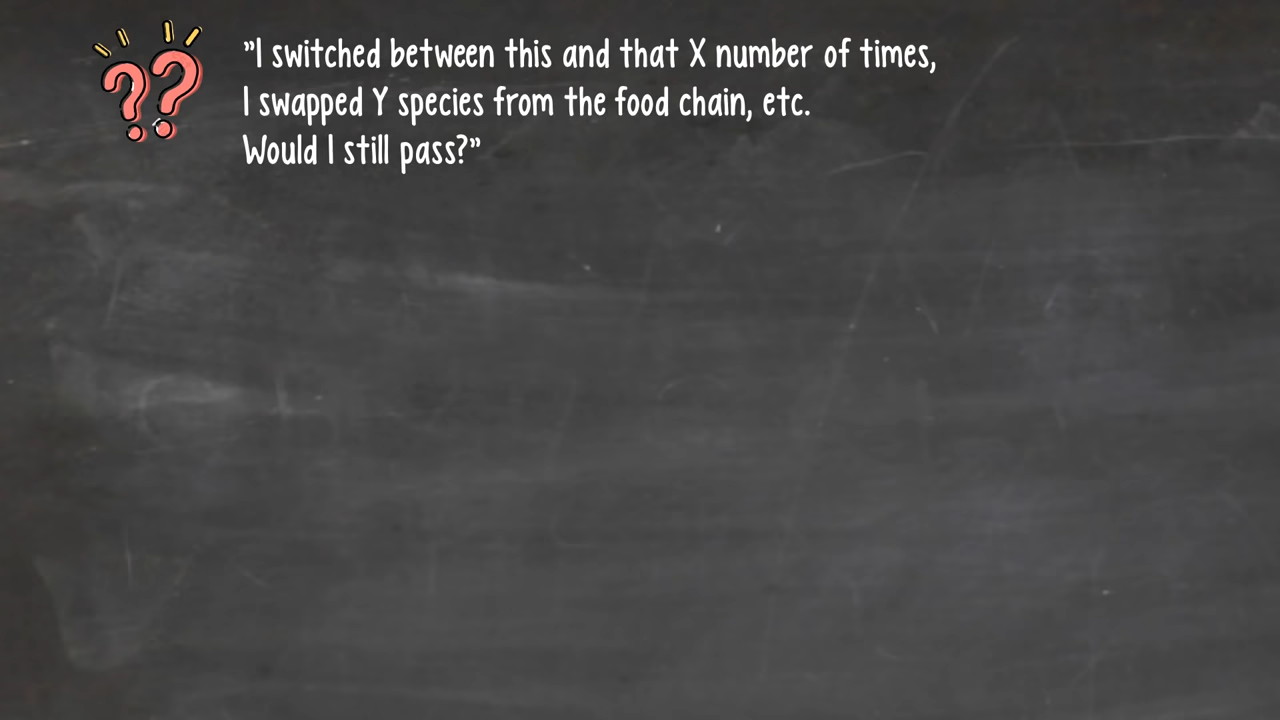 "I switched between this and that X number of times,
I swapped Y species from the food chain, etc.
Would I still pass?"